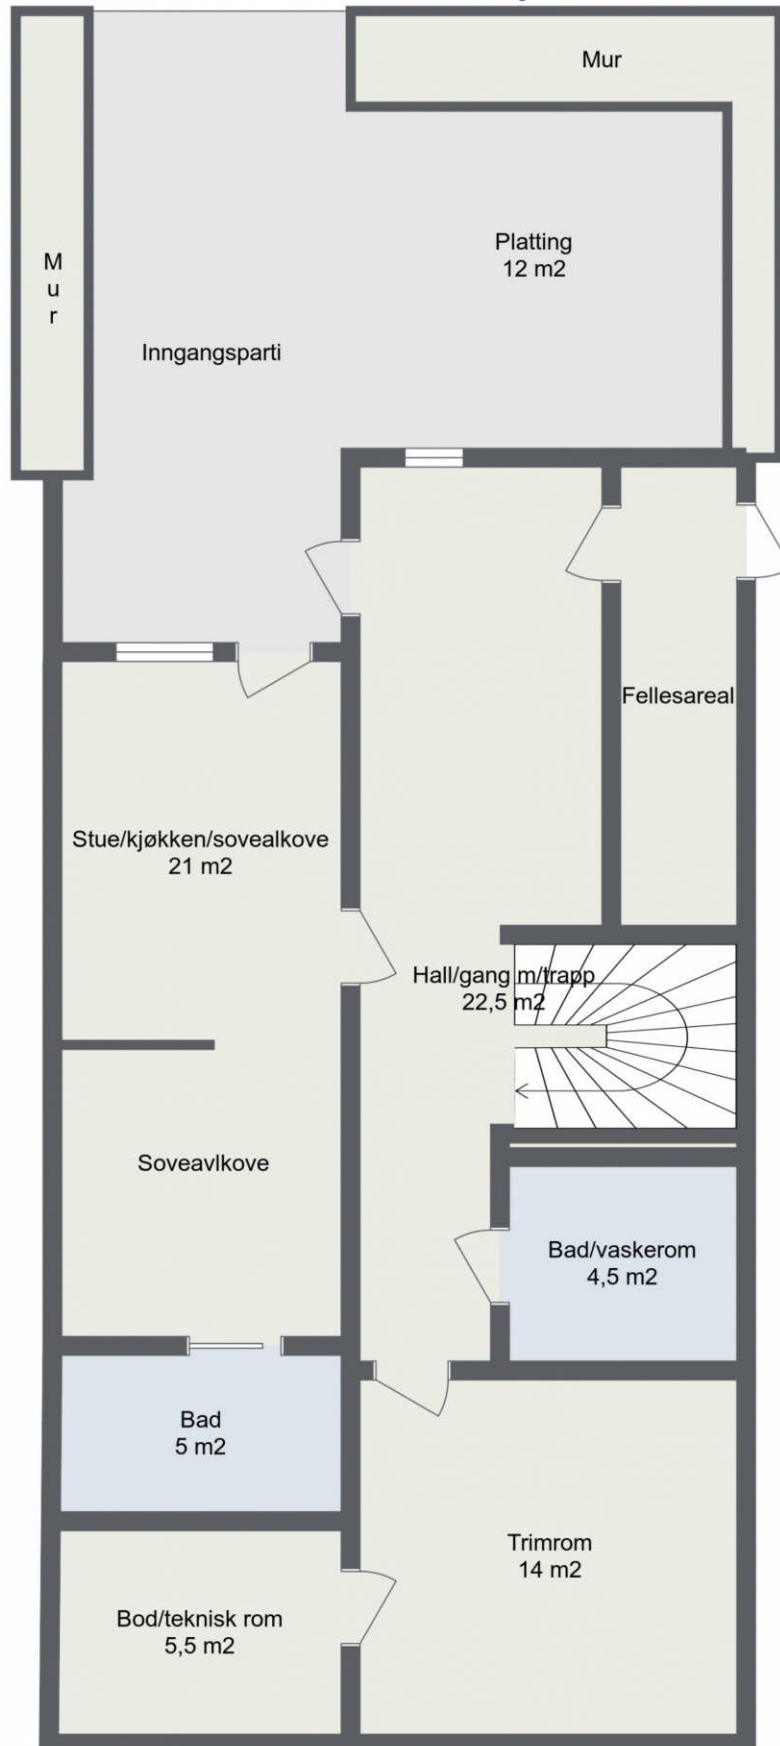 Mur
Platting
12 m2
M
u
r
Inngangsparti
Fellesareal
Stue/kjøkken/sovealkove
21 m2
Hall/gang m/trapp
22,5 m2
Soveavlkove
Bad/vaskerom
4,5 m2
Bad
5 m2
Trimrom
14 m2
Bod/teknisk rom
5,5 m2